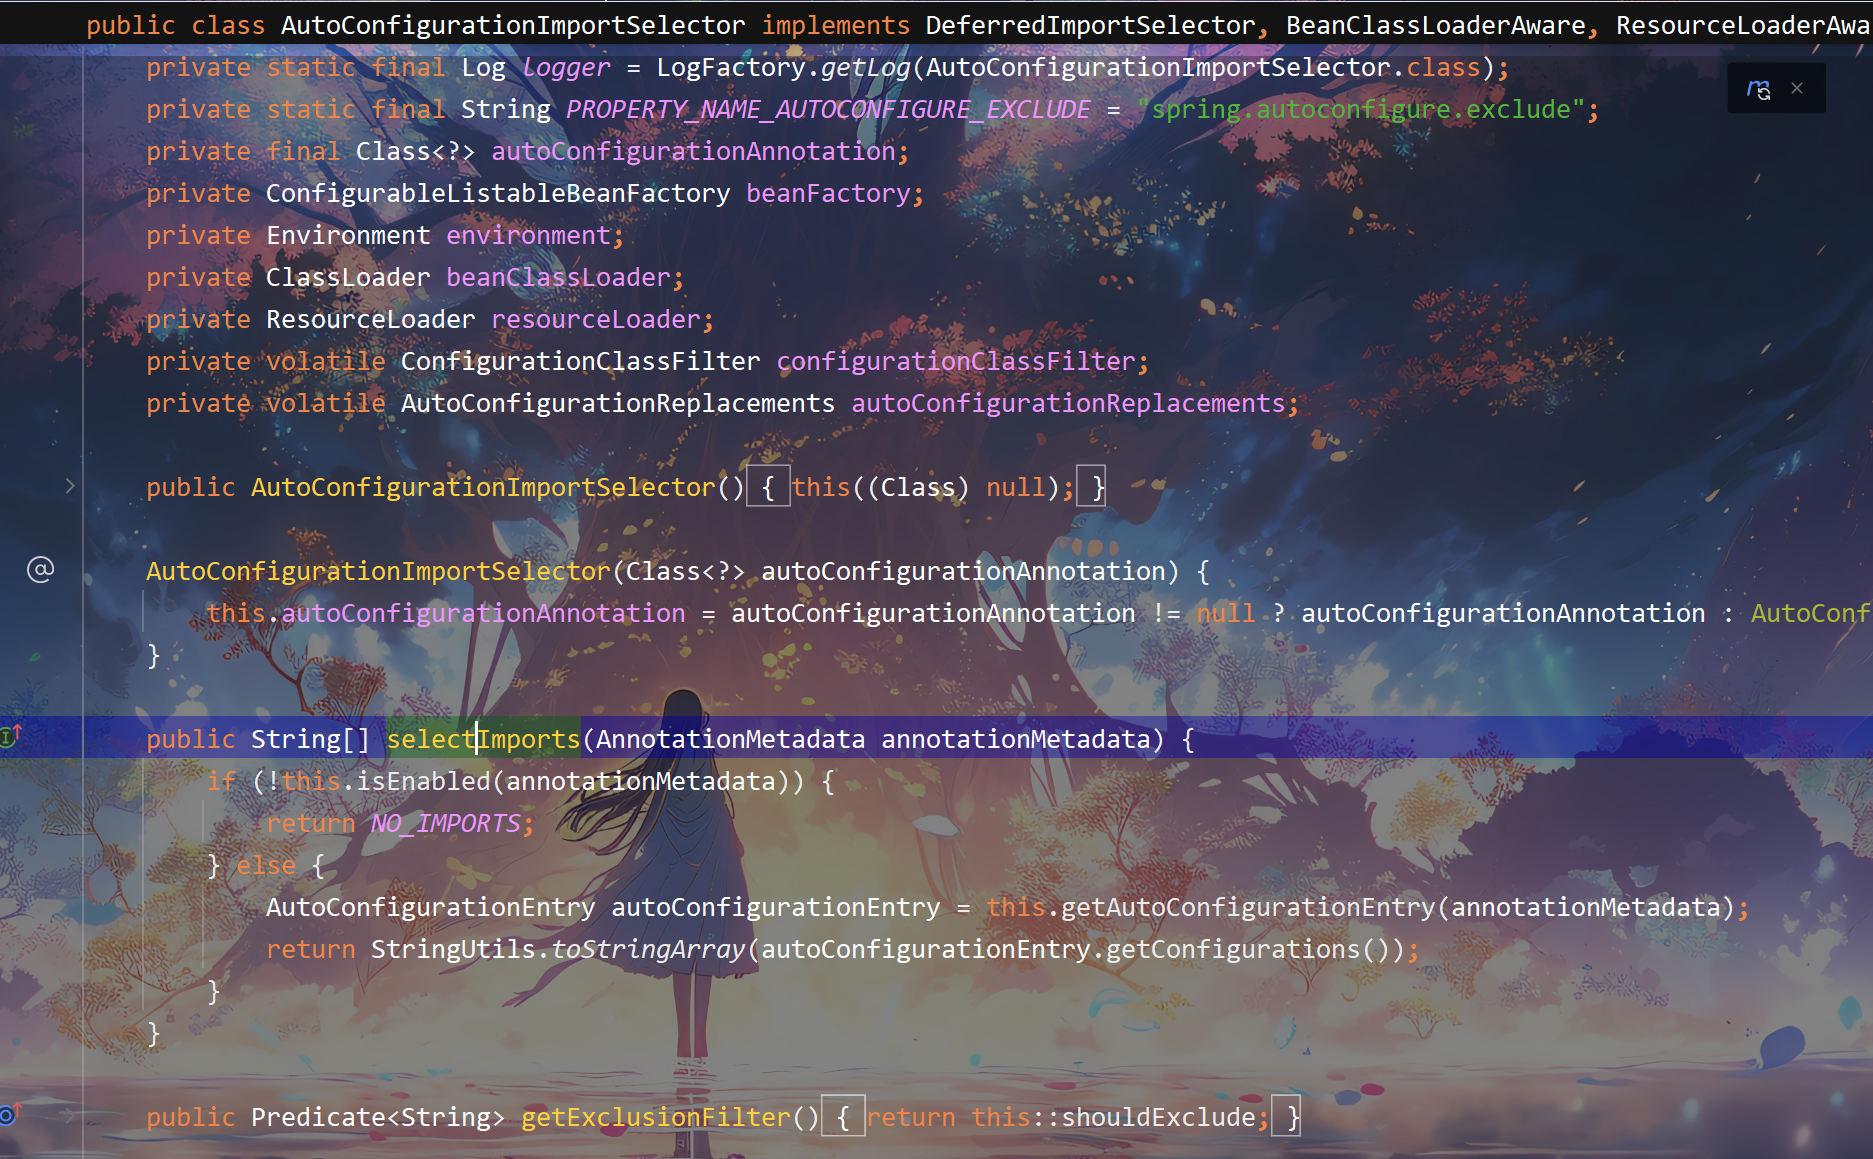 public class AutoConfigurationImportSelector implements DeferredImportSelector, BeanClassLoaderAware, ResourceLoaderAwa
private static final Log logger = LogFactory.getLog(AutoConfigurationImportSelector.class);
private static final String PROPERTY_NAME_AUTOCONFIGURE_EXCLUDE = "spring.autoconfigure.exclude";
private final Class<?> autoConfigurationAnnotation;
private ConfigurableListableBeanFactory beanFactory;
private Environment environment;
private ClassLoader beanClassLoader;
private ResourceLoader resourceLoader;
private volatile ConfigurationClassFilter configurationClassFilter;
private volatile AutoConfigurationReplacements autoConfigurationReplacements;
public AutoConfigurationImportSelector() { this((Class) null); }
AutoConfigurationImportSelector(Class<?> autoConfigurationAnnotation) {
this.autoConfigurationAnnotation = autoConfigurationAnnotation != null ? autoConfigurationAnnotation : AutoConf
}
public String[] selectImports(AnnotationMetadata annotationMetadata) {
if (!this.isEnabled(annotationMetadata)) {
return NO_IMPORTS;
} else {
AutoConfigurationEntry autoConfigurationEntry = this.getAutoConfigurationEntry(annotationMetadata);
return StringUtils.toStringArray(autoConfigurationEntry.getConfigurations());
}
}
public Predicate<String> getExclusionFilter() { return this::shouldExclude; }